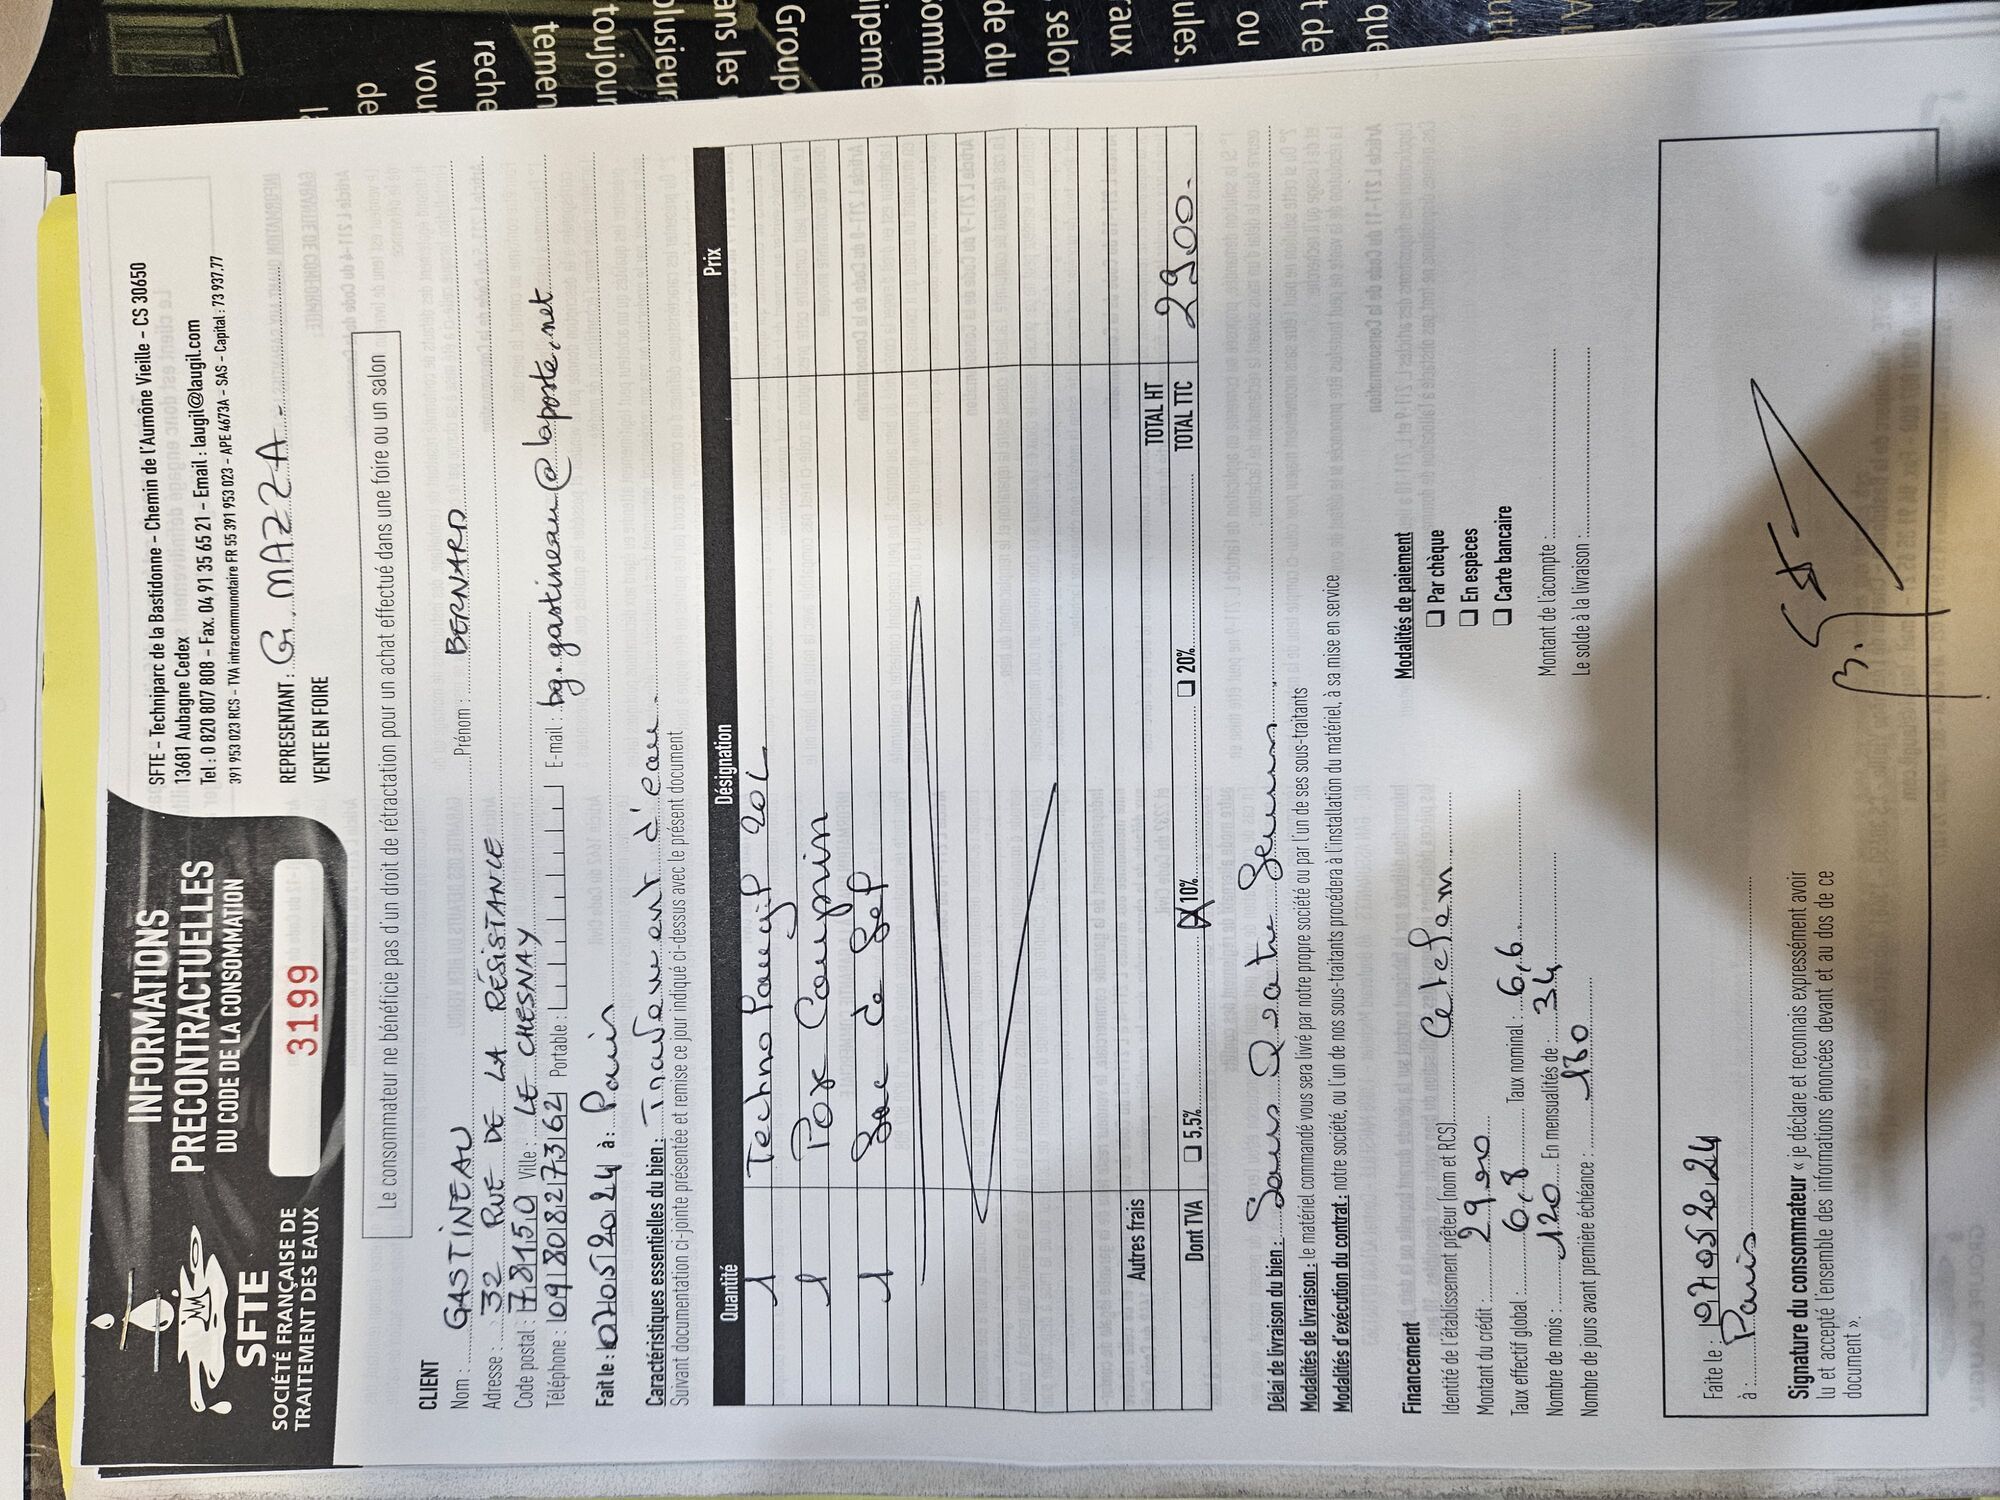 SFTE
SOCIÉTÉ FRANÇAISE DE
TRAITEMENT DES EAUX
INFORMATIONS
PRECONTRACTUELLES
DU CODE DE LA CONSOMMATION
3199
SFTE – Techniparc de la Bastidonne – Chemin de l'Aumône Vieille – CS 30650
13681 Aubagne Cedex
Tel : 0 820 807 808 – Fax. 04 91 35 65 21 – Email : laugil@laugil.com
391 953 023 RCS – TVA intracommunautaire FR 55 391 953 023 – APE 4673A – SAS – Capital : 73 937,77
REPRESENTANT : G. MAZZA
VENTE EN FOIRE
Le consommateur ne bénéficie pas d'un droit de rétractation pour un achat effectué dans une foire ou un salon
CLIENT
Nom : GASTINEAU Prénom : BERNARD
Adresse : 32 RUE DE LA RÉSISTANCE
Code postal : 78150 Ville : LE CHESNAY
Téléphone : 0980827362 Portable : E-mail : bg.gastineau@laposte.net
Fait le : 07052024 à : Paris
Caractéristiques essentielles du bien : Traitement d'eau
Suivant documentation ci-jointe présentée et remise ce jour indiqué ci-dessus avec le présent document
Quantité Désignation Prix
1 Techno 20L
1
1 Sac de Sel
Autres frais
TOTAL HT
Dont TVA ❑ 5,5% ☒ 10% ❑ 20% TOTAL TTC 2900.
Délai de livraison du bien : Sous Quatre Semaines
Modalités de livraison : le matériel commandé vous sera livré par notre propre société ou par l'un de ses sous-traitants
Modalités d'exécution du contrat : notre société, ou l'un de nos sous-traitants procédera à l'installation du matériel, à sa mise en service
Financement
Identité de l'établissement prêteur (nom et RCS) Cetelem
Montant du crédit : 2900
Taux effectif global : 6,8 Taux nominal : 6,6
Nombre de mois : 120 En mensualités de : 34
Nombre de jours avant première échéance : 180
Modalités de paiement
❑ Par chèque
❑ En espèces
❑ Carte bancaire
Montant de l'acompte :
Le solde à la livraison :
Faite le : 07052024
à : Paris
Signature du consommateur « je déclare et reconnais expressément avoir
lu et accepté l'ensemble des informations énoncées devant et au dos de ce
document ».